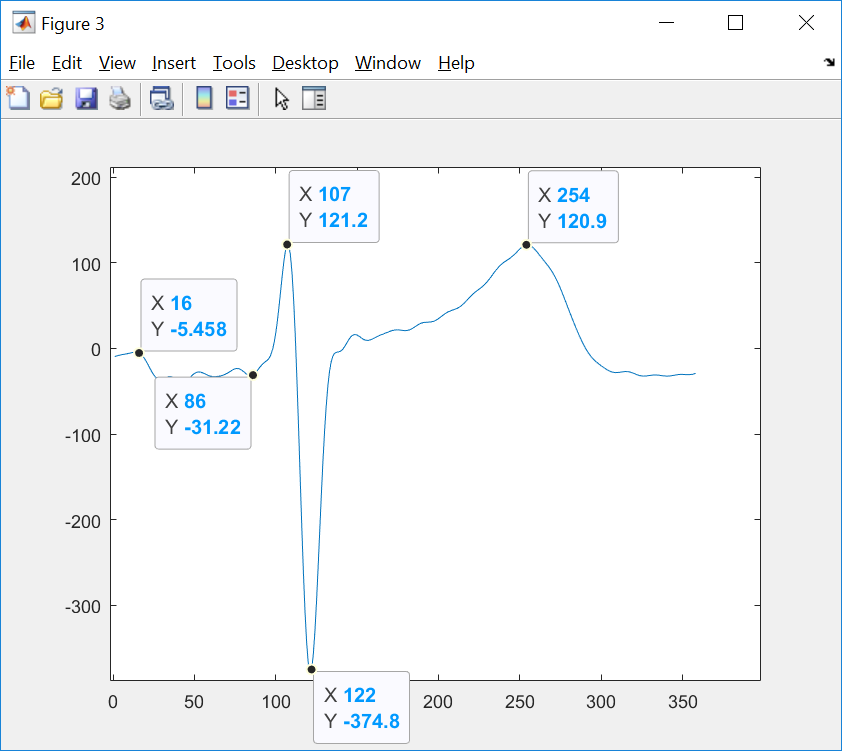 Figure 3
File Edit View Insert Tools Desktop Window Help
X 107
Y 121.2
X 254
Y 120.9
X 16
Y -5.458
X 86
Y -31.22
X 122
Y -374.8
200
100
0
-100
-200
-300
0 50 100 200 250 300 350